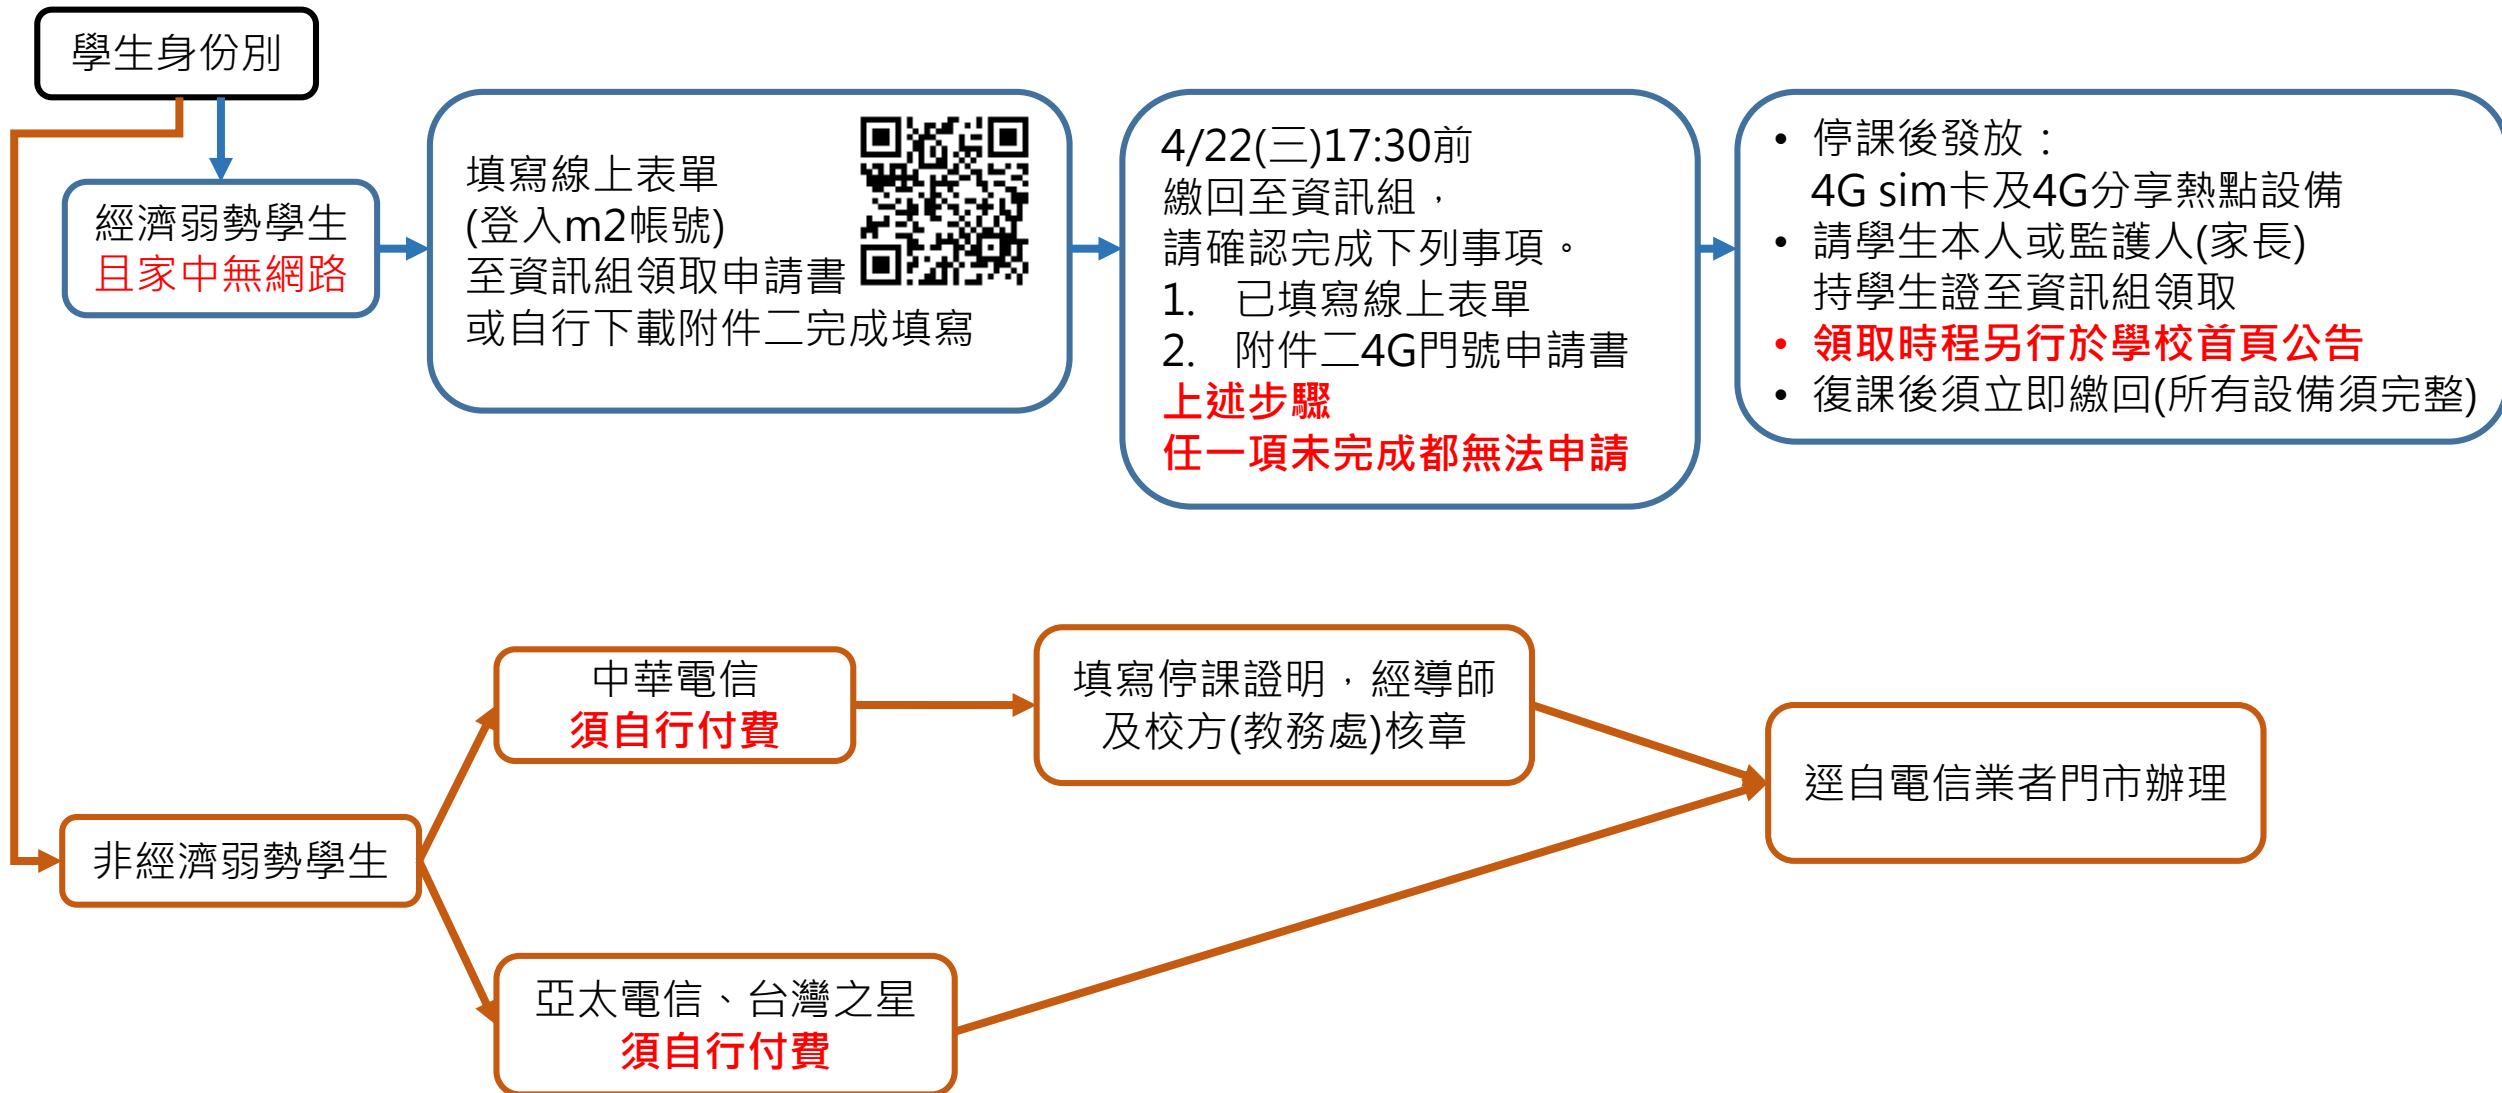 學生身份別
經濟弱勢學生
且家中無網路
填寫線上表單
(登入m2帳號)
至資訊組領取申請書
或自行下載附件二完成填寫
4/22(三)17:30前
繳回至資訊組，
請確認完成下列事項。
1. 已填寫線上表單
2. 附件二4G門號申請書
上述步驟
任一項未完成都無法申請
• 停課後發放：
4G sim卡及4G分享熱點設備
• 請學生本人或監護人(家長)
持學生證至資訊組領取
• 領取時程另行於學校首頁公告
• 復課後須立即繳回(所有設備須完整)
非經濟弱勢學生
中華電信
須自行付費
填寫停課證明，經導師
及校方(教務處)核章
亞太電信、台灣之星
須自行付費
逕自電信業者門市辦理